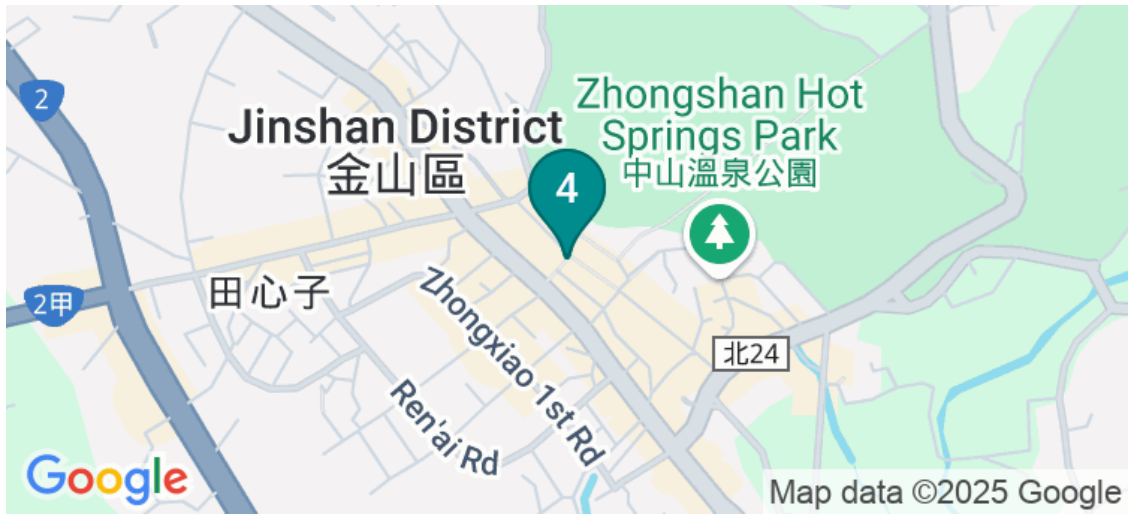 2
Jinshan District
金山區
Zhongshan Hot
Springs Park
中山溫泉公園
4
田心子
2甲
Zhongxiao 1st Rd
北24
Ren'ai Rd
Google
Map data ©2025 Google